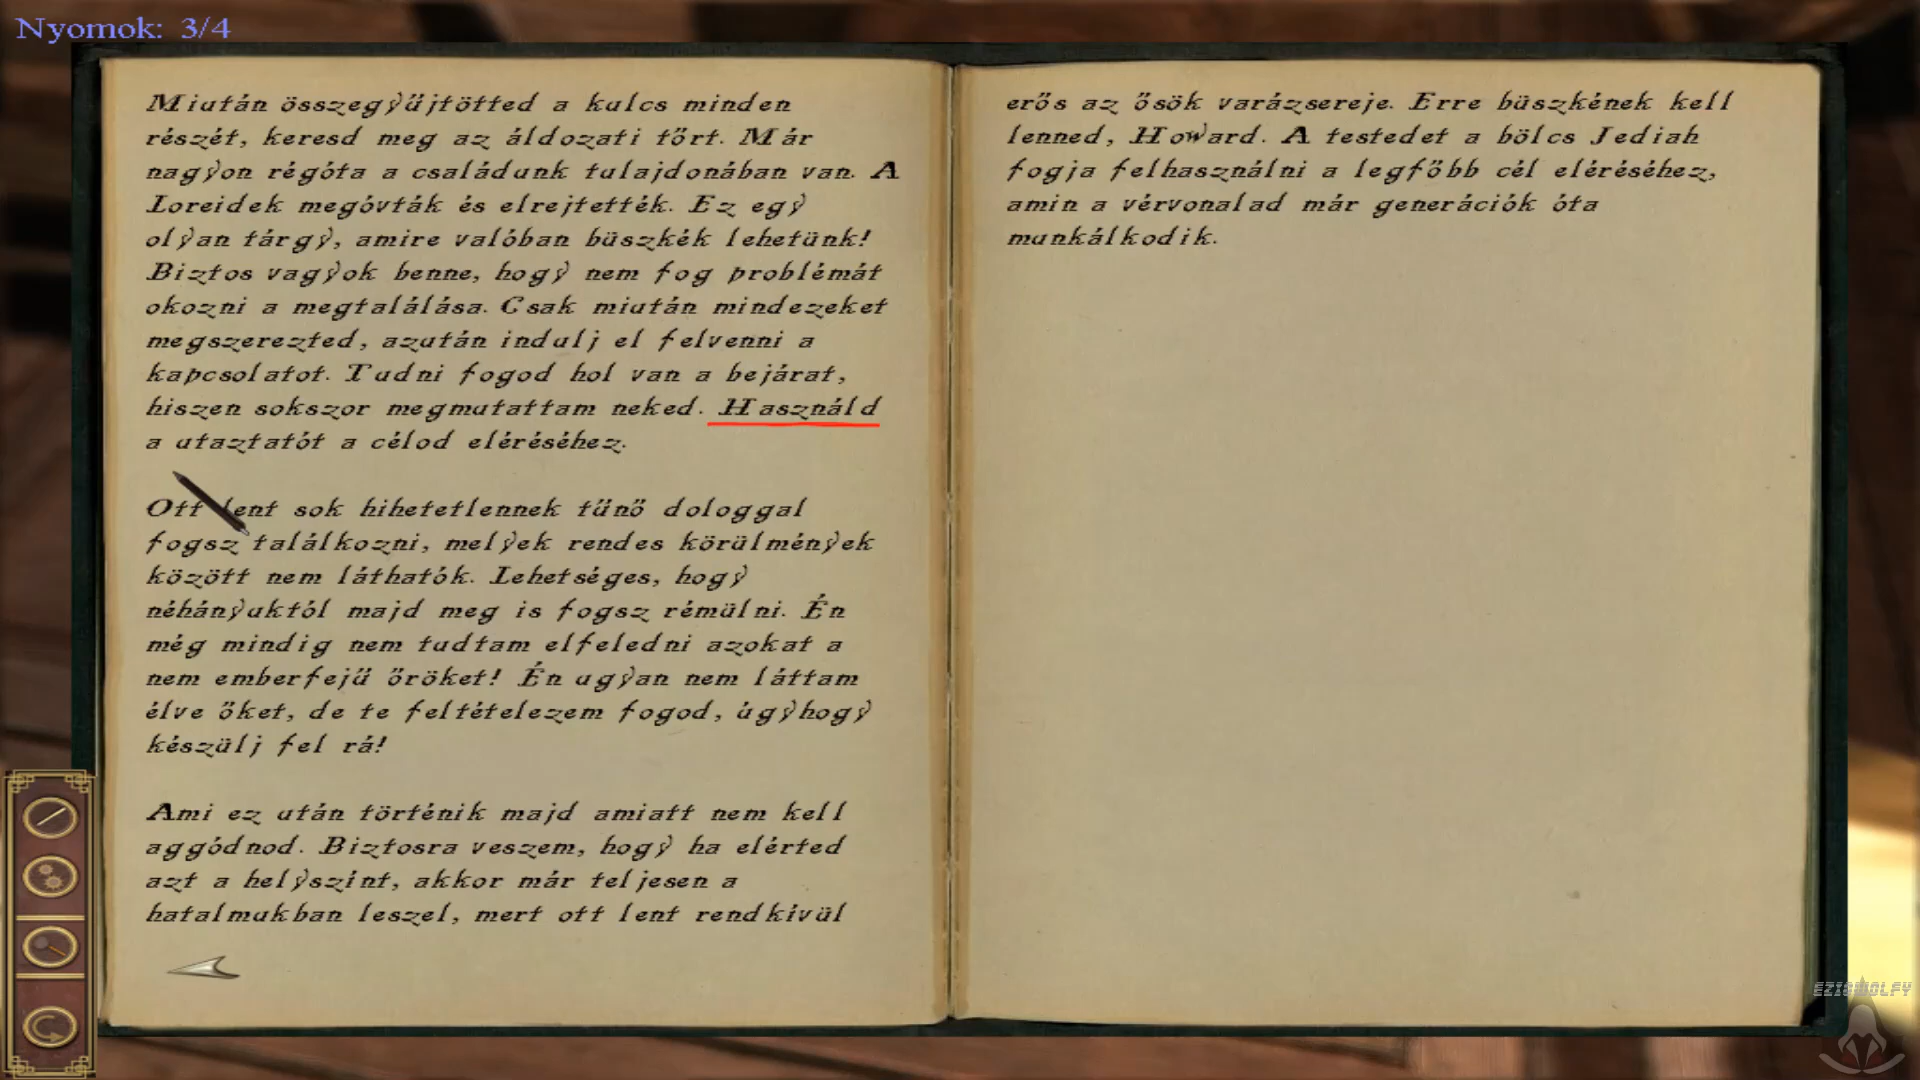 Nyomok: 3/4
Miután összegyűjtötted a kulcs minden
részét, keresd meg az áldozati tőrt. Már
nagyon régóta a családunk tulajdonában van. A
Loreidek megóvták és elrejtették. Ez egy
olyan tárgy, amire valóban büszkék lehetünk!
Biztos vagyok benne, hogy nem fog problémát
okozni a megtalálása. Csak miután mindezeket
megszerezted, azután indulj el felvenni a
kapcsolatot. Tudni fogod hol van a bejárat,
hiszen sokszor megmutattam neked. Használd
a utaztatót a célod eléréséhez.
Ott lent sok hihetetlennek tűnő dologgal
fogsz találkozni, melyek rendes körülmények
között nem láthatók. Lehetséges, hogy
néhányuktól majd meg is fogsz rémülni. Én
még mindig nem tudtam elfeledni azokat a
nem emberfejű őröket! Én ugyan nem láttam
élve őket, de te feltételezem fogod, úgyhogy
készülj fel rá!
Ami ez után történik majd amiatt nem kell
aggódnod. Biztosra veszem, hogy ha elérted
azt a helyszínt, akkor már teljesen a
hatalmukban leszel, mert ott lent rendkívül
erős az ősök varázsereje. Erre büszkének kell
lenned, Howard. A testedet a bölcs Jediah
fogja felhasználni a legfőbb cél eléréséhez,
amin a vérvonalad már generációk óta
munkálkodik.